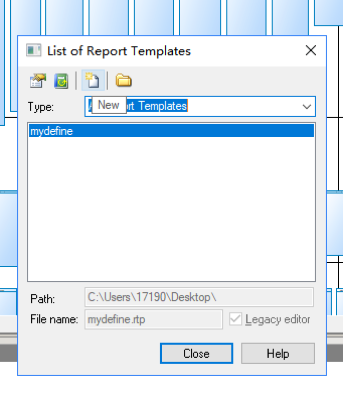 List of Report Templates
Type:
New
rt Templates
mydefine
Path:
C:\Users\17190\Desktop\
File name:
mydefine.rtp
Legacy editor
Close
Help